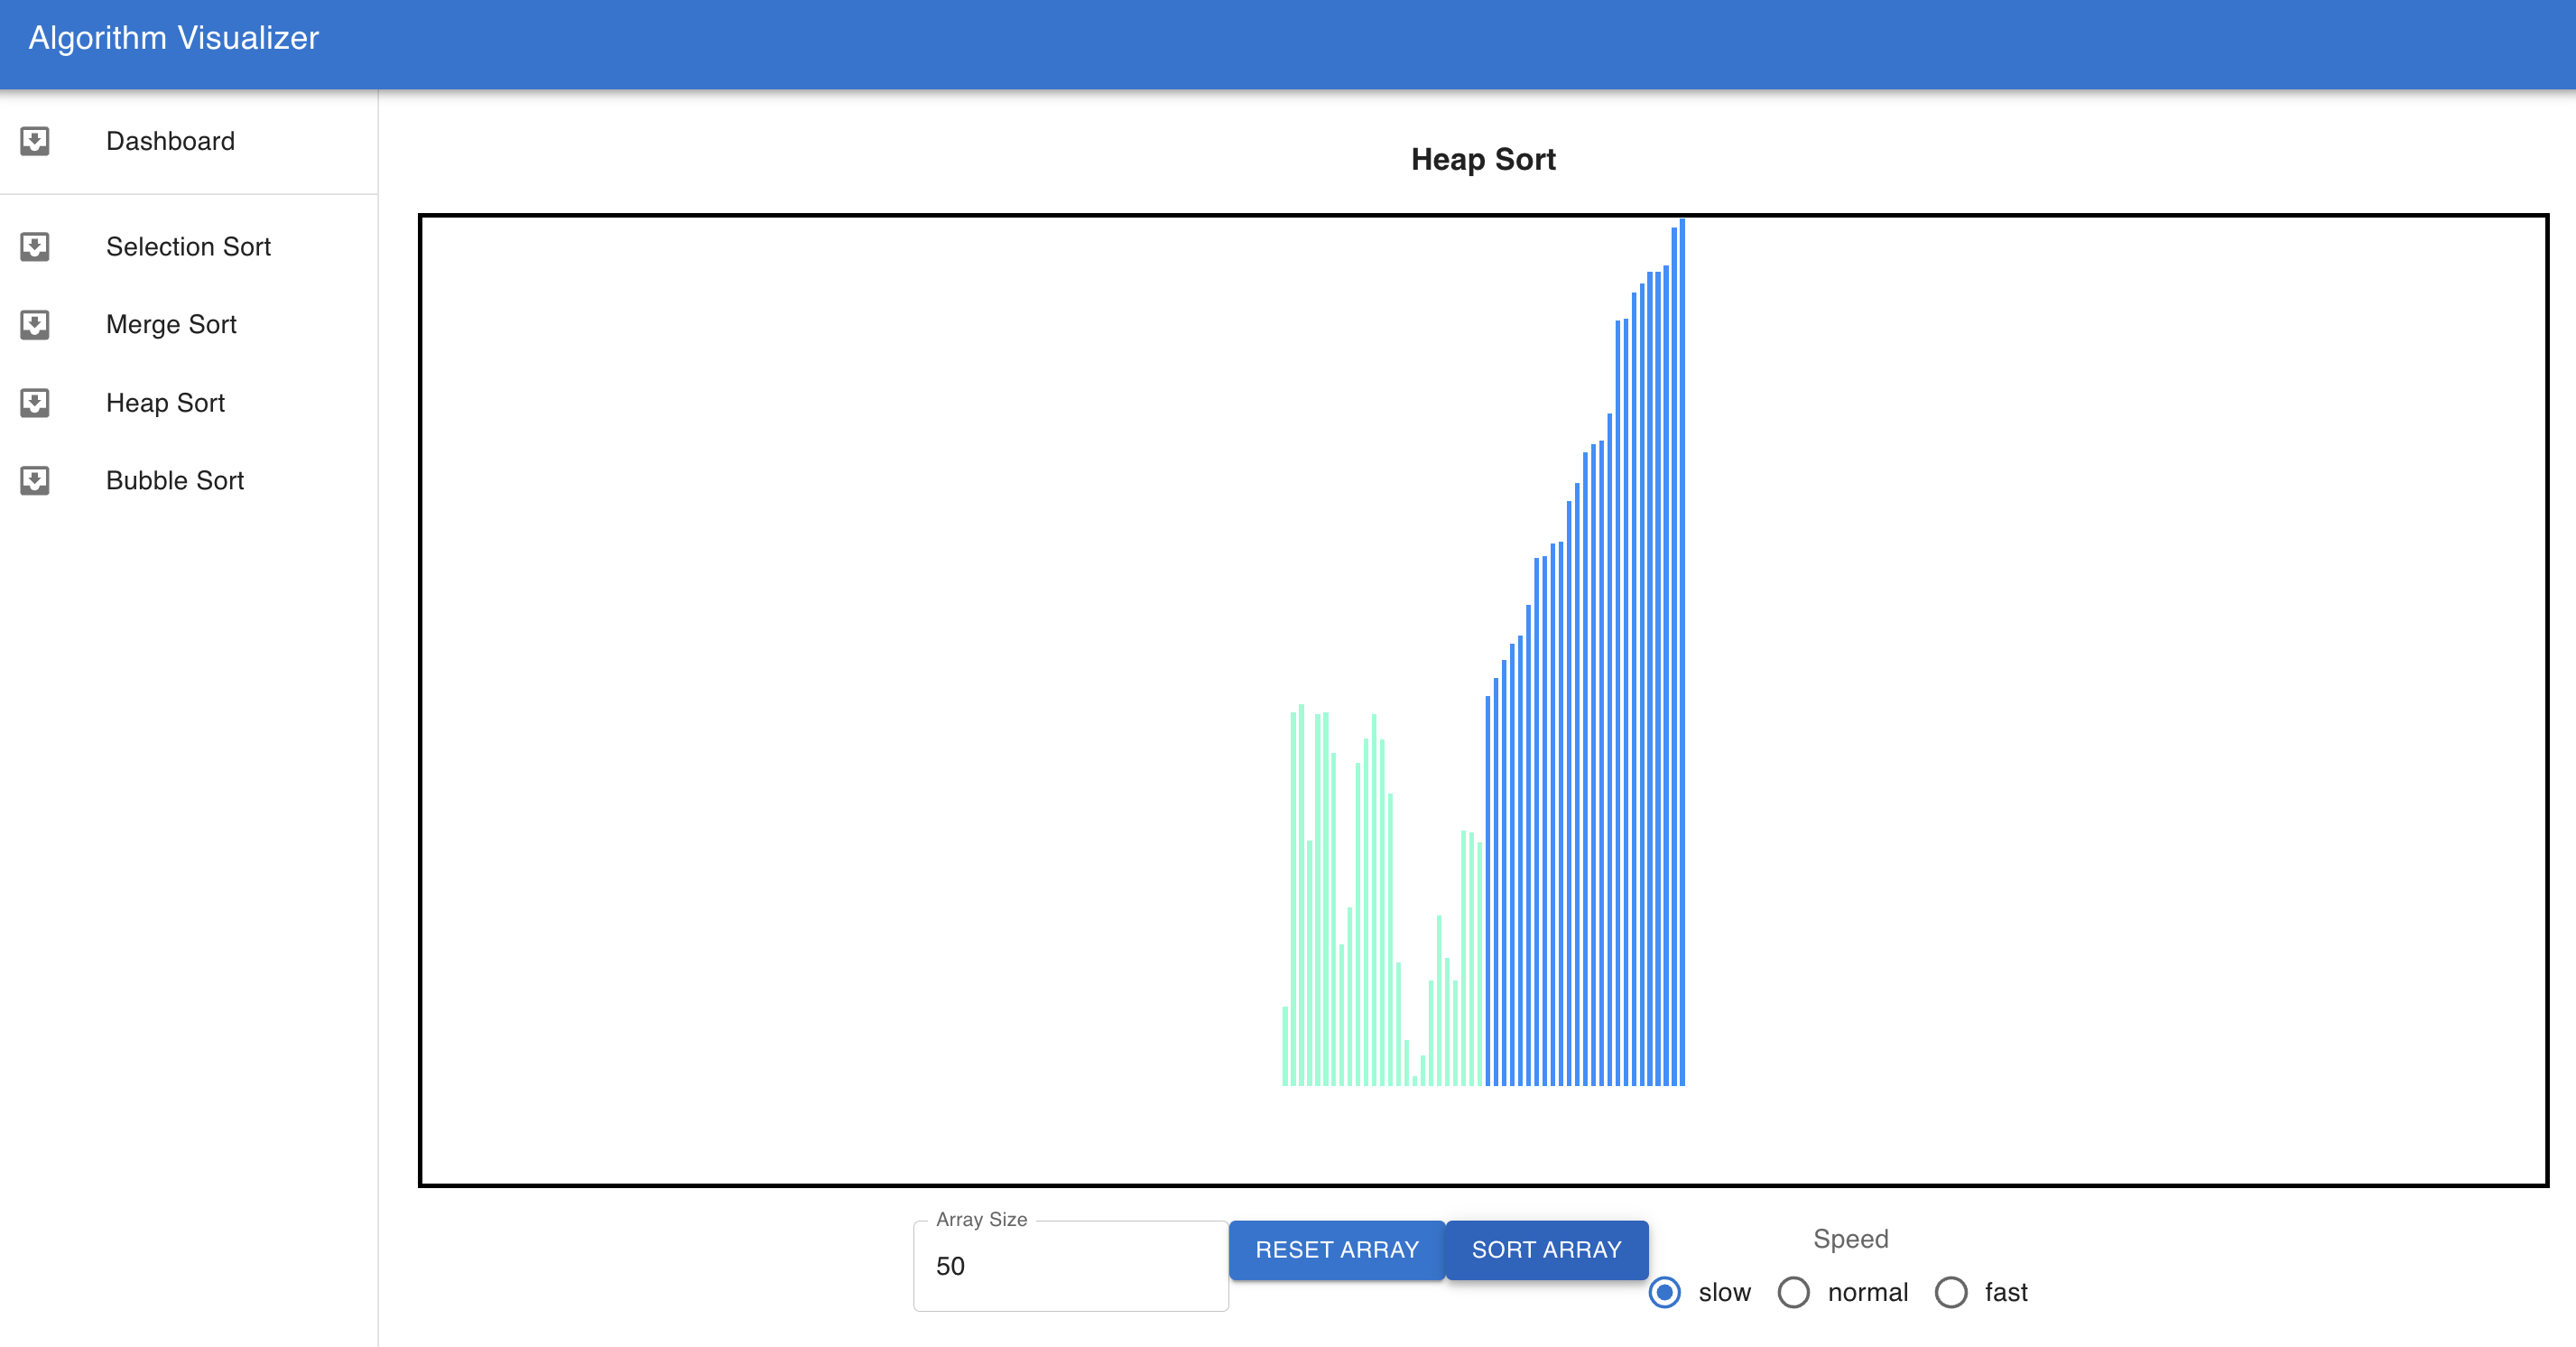 Algorithm Visualizer
Dashboard
Selection Sort
Merge Sort
Heap Sort
Bubble Sort
Heap Sort
Array Size
50
RESET ARRAY
SORT ARRAY
Speed
slow normal fast